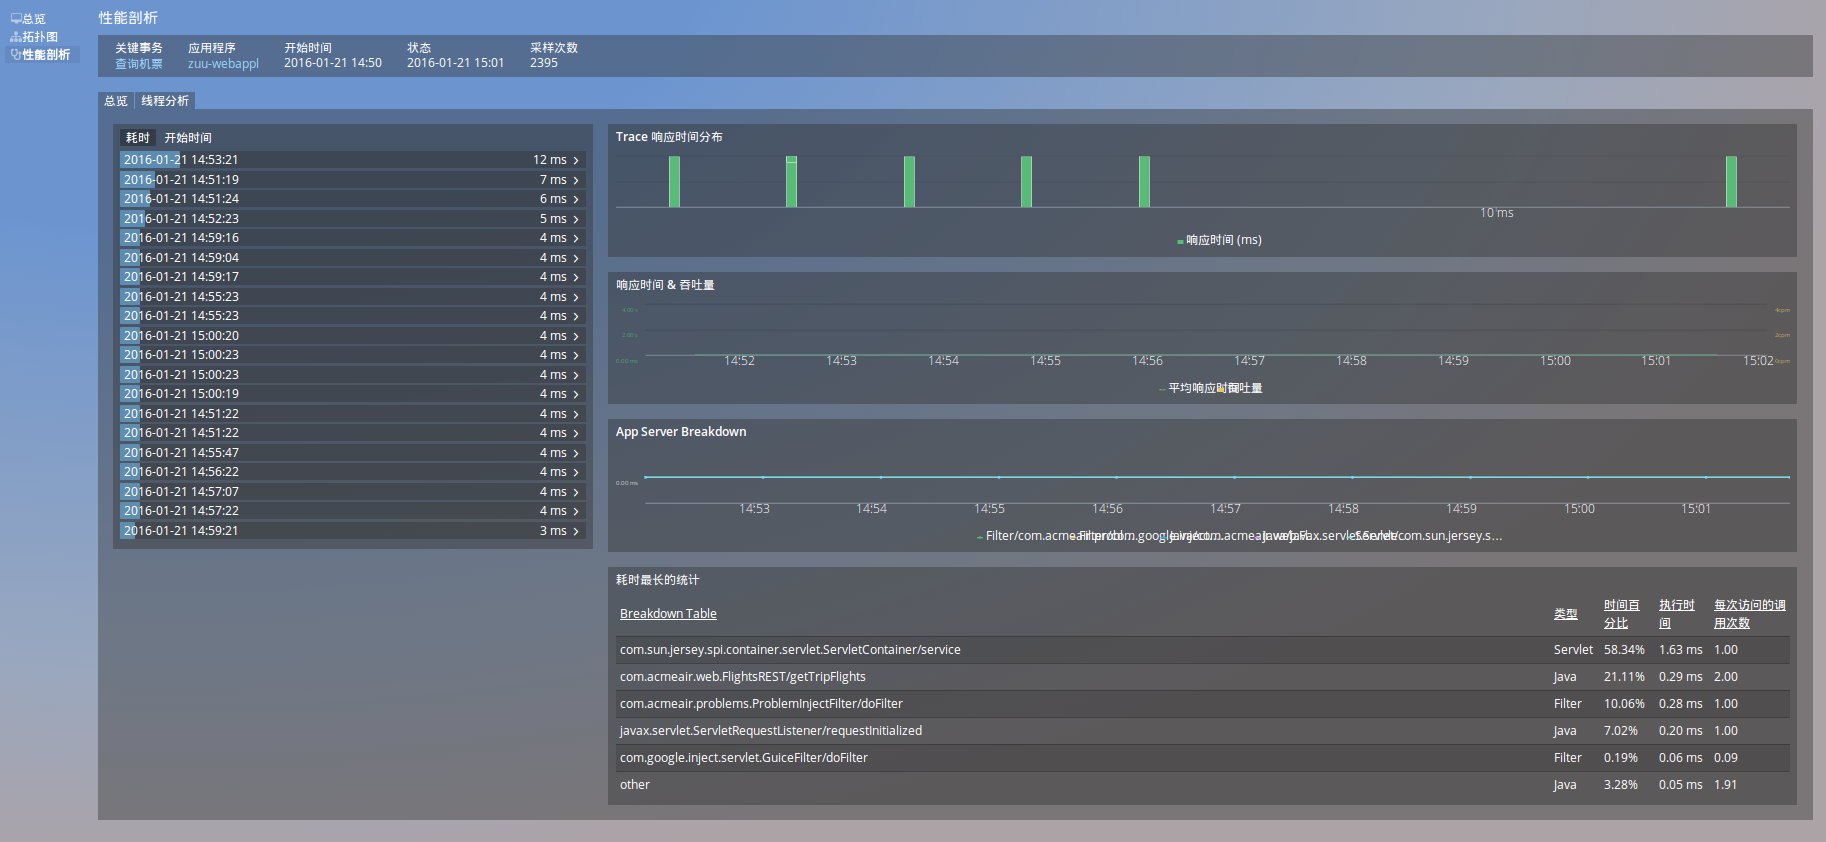 总览
拓扑图
性能剖析
性能剖析
关键事务 应用程序 开始时间 状态 采样次数
查询机票 zuu-webappl 2016-01-21 14:50 2016-01-21 15:01 2395
总览 线程分析
耗时 开始时间
2016-01-21 14:53:21 12 ms
2016-01-21 14:51:19 7 ms
2016-01-21 14:51:24 6 ms
2016-01-21 14:52:23 5 ms
2016-01-21 14:59:16 4 ms
2016-01-21 14:59:04 4 ms
2016-01-21 14:59:17 4 ms
2016-01-21 14:55:23 4 ms
2016-01-21 14:55:23 4 ms
2016-01-21 15:00:20 4 ms
2016-01-21 15:00:23 4 ms
2016-01-21 15:00:23 4 ms
2016-01-21 15:00:19 4 ms
2016-01-21 14:51:22 4 ms
2016-01-21 14:51:22 4 ms
2016-01-21 14:55:47 4 ms
2016-01-21 14:56:22 4 ms
2016-01-21 14:57:07 4 ms
2016-01-21 14:57:22 4 ms
2016-01-21 14:59:21 3 ms
Trace 响应时间分布
10 ms
响应时间 (ms)
响应时间 & 吞吐量
4.00 s 4cpm
2.00 s 2cpm
0.00 ms 0cpm
14:52 14:53 14:54 14:55 14:56 14:57 14:58 14:59 15:00 15:01 15:02
平均响应时间 吞吐量
App Server Breakdown
0.00 ms
14:53 14:54 14:55 14:56 14:57 14:58 14:59 15:00 15:01
Filter/com.acmeair.probl... Filter/com.google.inject... Java/com.acmeair.web.F... Java/javax.servlet.Servle... Servlet/com.sun.jersey.s...
耗时最长的统计
Breakdown Table 类型 时间百分比 执行时间 每次访问的调用次数
com.sun.jersey.spi.container.servlet.ServletContainer/service Servlet 58.34% 1.63 ms 1.00
com.acmeair.web.FlightsREST/getTripFlights Java 21.11% 0.29 ms 2.00
com.acmeair.problems.ProblemInjectFilter/doFilter Filter 10.06% 0.28 ms 1.00
javax.servlet.ServletRequestListener/requestInitialized Java 7.02% 0.20 ms 1.00
com.google.inject.servlet.GuiceFilter/doFilter Filter 0.19% 0.06 ms 0.09
other Java 3.28% 0.05 ms 1.91